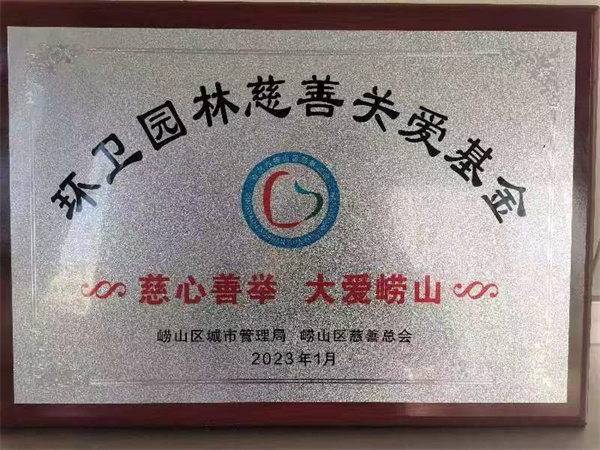 环卫园林慈善关爱基金
慈心善举 大爱崂山
崂山区城市管理局 崂山区慈善总会
2023年1月